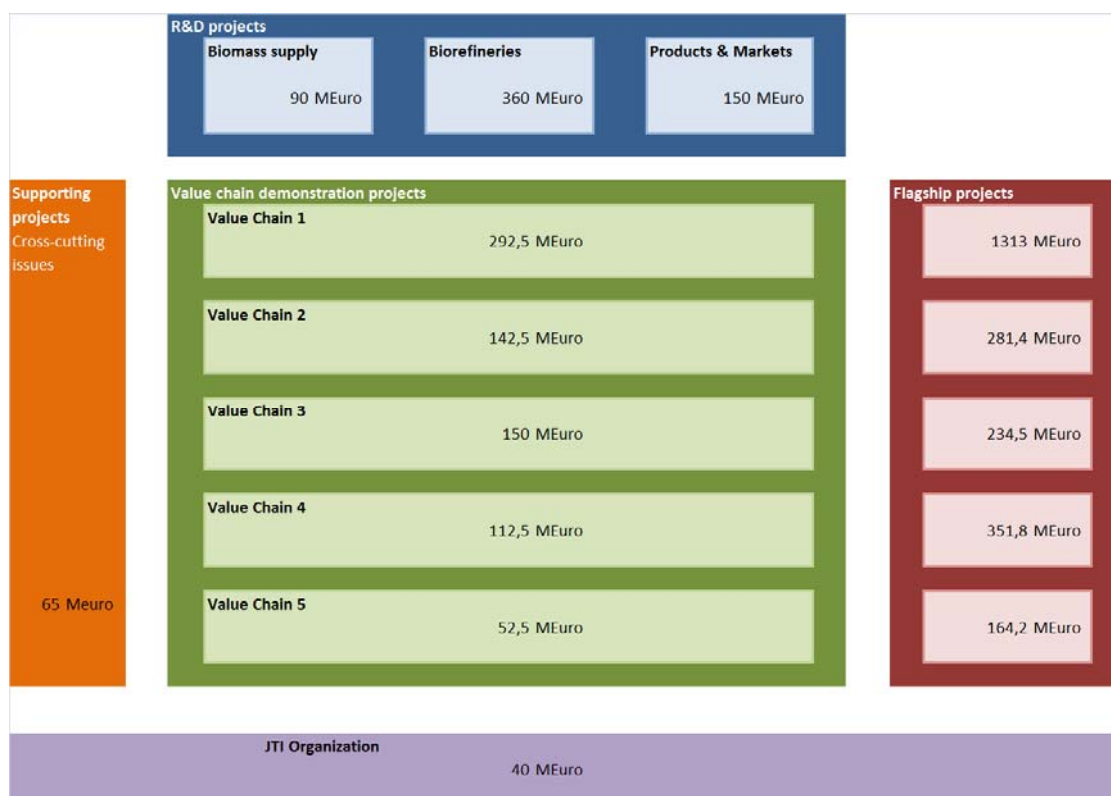 R&D projects
Biomass supply
90 MEuro
Biorefineries
360 MEuro
Products & Markets
150 MEuro
Supporting
projects
Cross-cutting
issues
65 Meuro
Value chain demonstration projects
Value Chain 1
292,5 MEuro
Value Chain 2
142,5 MEuro
Value Chain 3
150 MEuro
Value Chain 4
112,5 MEuro
Value Chain 5
52,5 MEuro
Flagship projects
1313 MEuro
281,4 MEuro
234,5 MEuro
351,8 MEuro
164,2 MEuro
JTI Organization
40 MEuro